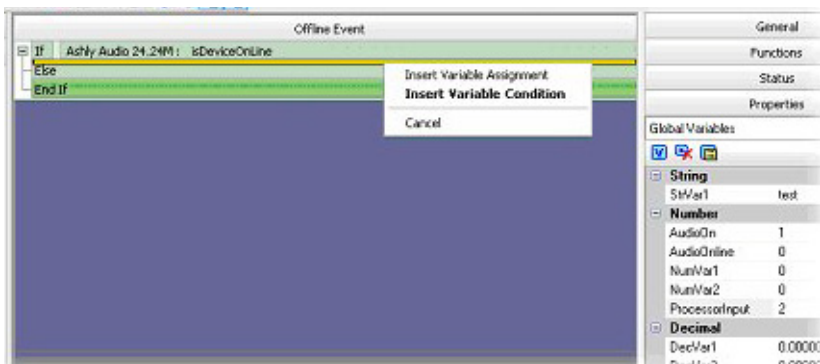 Offline Event
If Ashly Audio 24.24M : isDeviceOnLine
Else
End If
Insert Variable Assignment
Insert Variable Condition
Cancel
General
Functions
Status
Properties
Global Variables
String
StrVar1 test
Number
AudioOn 1
AudioOnline 0
NumVar1 0
NumVar2 0
ProcessorInput 2
Decimal
DecVar1 0.0000